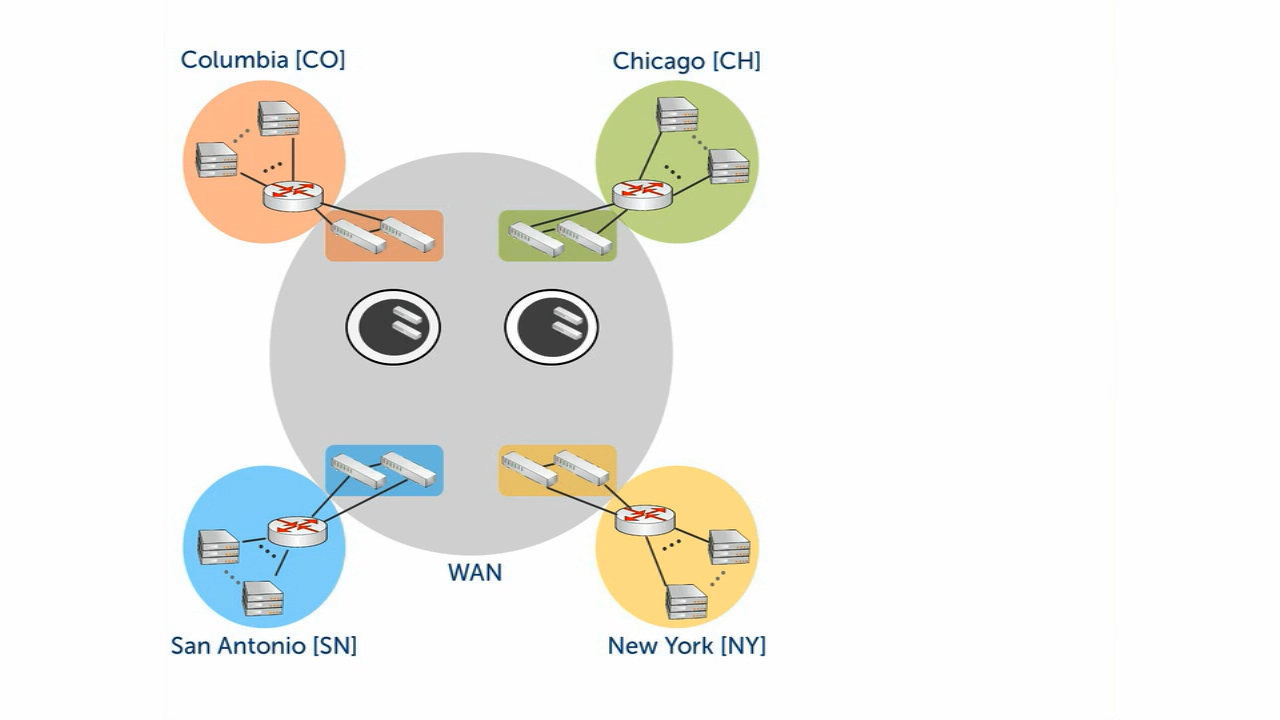 Columbia [CO]
Chicago [CH]
WAN
San Antonio [SN]
New York [NY]